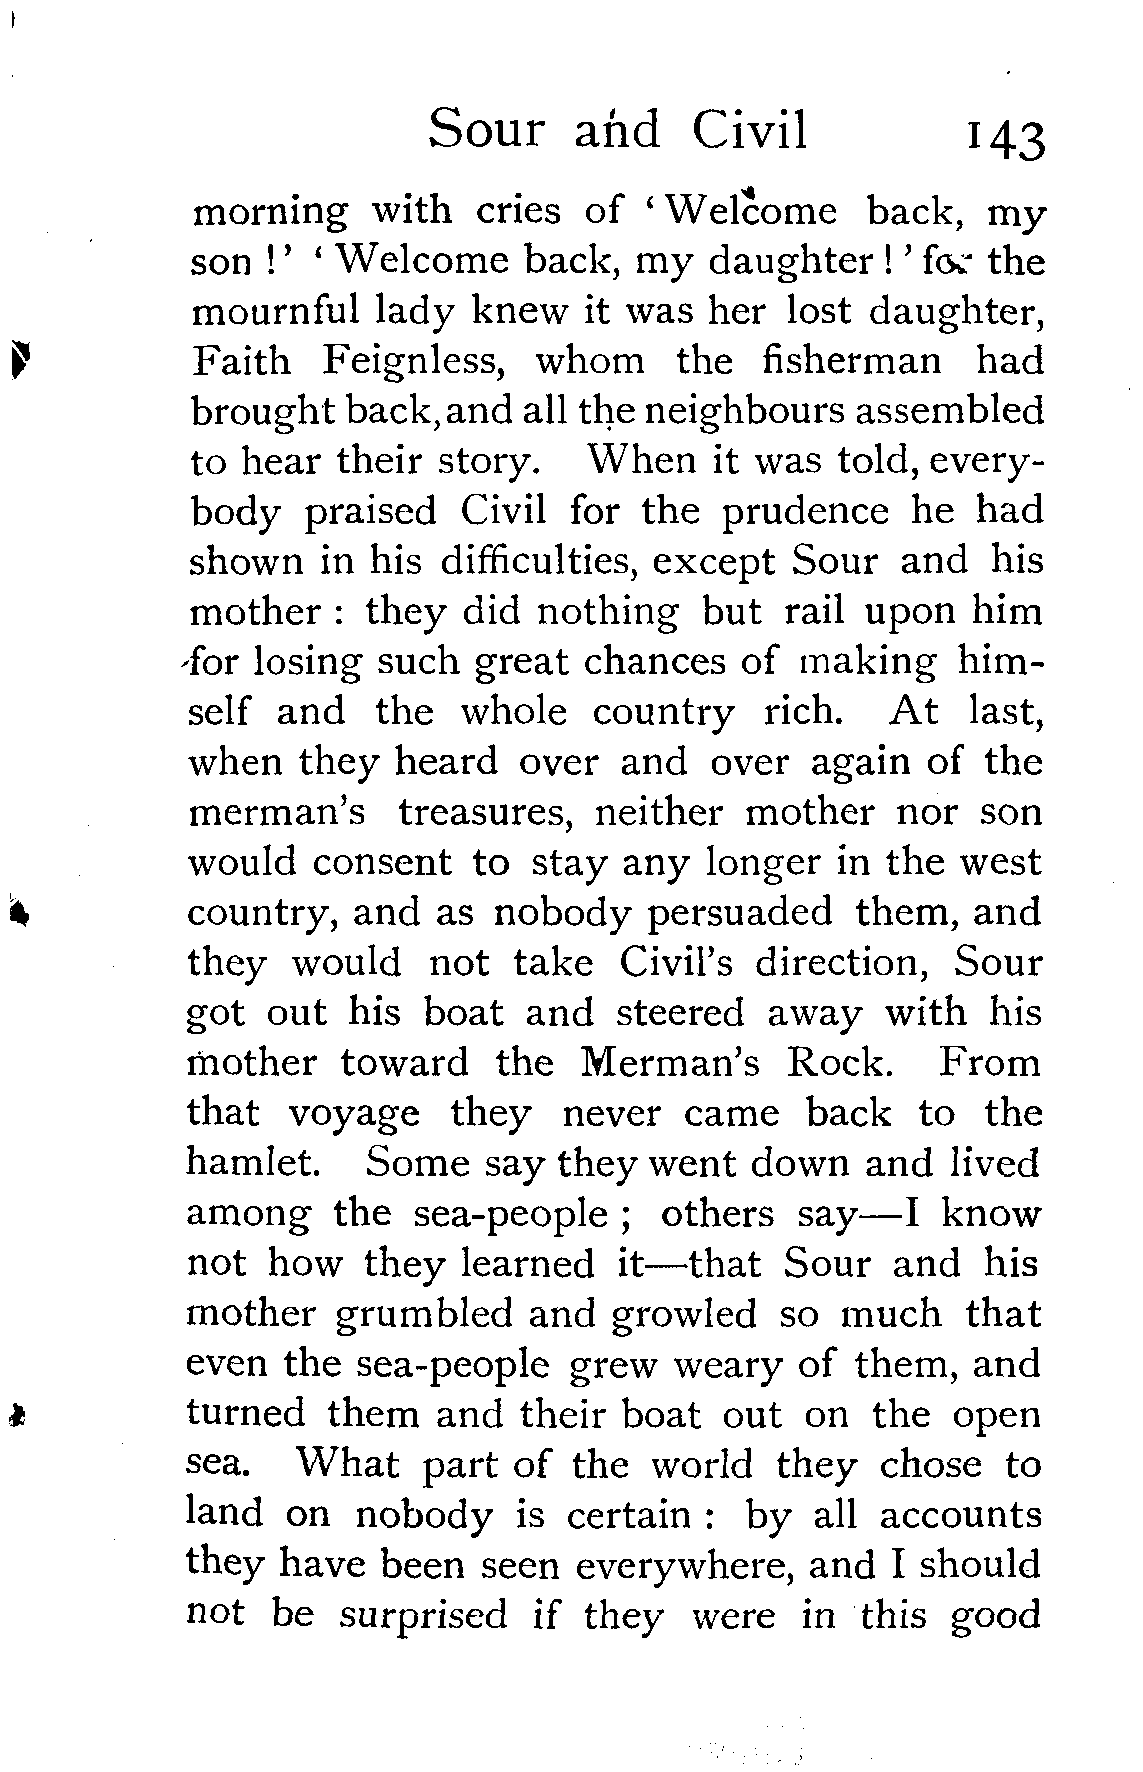 Sour and Civil 143
morning with cries of ‘ Welcome back, my
son !’ ‘ Welcome back, my daughter ! ’ for the
mournful lady knew it was her lost daughter,
Faith Feignless, whom the fisherman had
brought back, and all the neighbours assembled
to hear their story. When it was told, every-
body praised Civil for the prudence he had
shown in his difficulties, except Sour and his
mother : they did nothing but rail upon him
for losing such great chances of making him-
self and the whole country rich. At last,
when they heard over and over again of the
merman's treasures, neither mother nor son
would consent to stay any longer in the west
country, and as nobody persuaded them, and
they would not take Civil's direction, Sour
got out his boat and steered away with his
mother toward the Merman's Rock. From
that voyage they never came back to the
hamlet. Some say they went down and lived
among the sea-people ; others say—I know
not how they learned it—that Sour and his
mother grumbled and growled so much that
even the sea-people grew weary of them, and
turned them and their boat out on the open
sea. What part of the world they chose to
land on nobody is certain : by all accounts
they have been seen everywhere, and I should
not be surprised if they were in this good